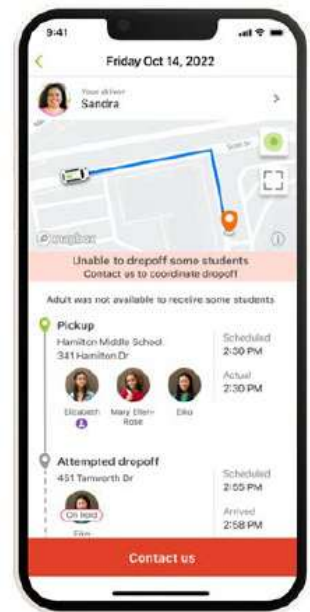 9:41
Friday Oct 14, 2022
Your driver
Sandra
mapbox
Unable to dropoff some students
Contact us to coordinate dropoff
Adult was not available to receive some students
Pickup
Hamilton Middle School
341 Hamilton Dr
Scheduled
2:30 PM
Actual
2:30 PM
Elizabeth
Mary Ellen-
Rose
Eiko
Attempted dropoff
451 Tamworth Dr
Scheduled
2:55 PM
Arrived
2:58 PM
On hold
Eiko
Contact us